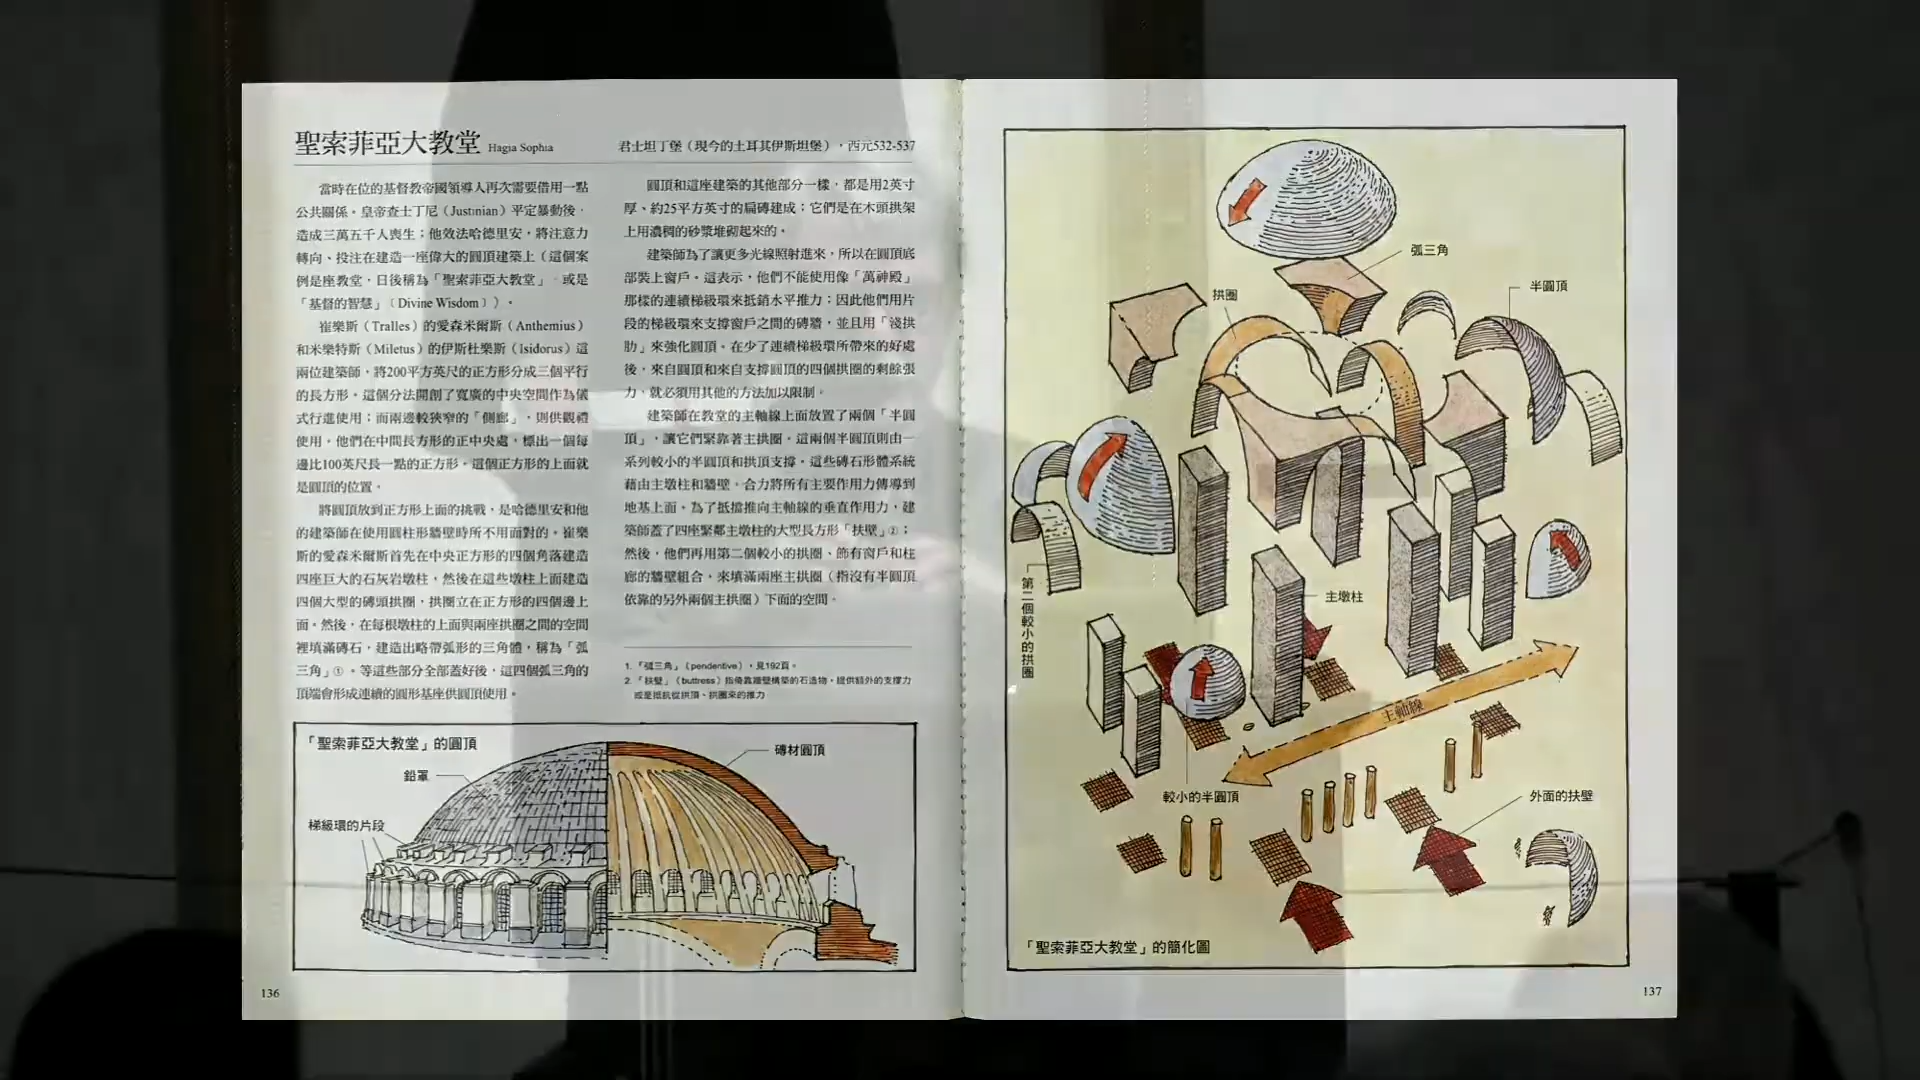 聖索菲亞大教堂 Hagia Sophia
君士坦丁堡（現今的土耳其伊斯坦堡），西元532-537
當時在位的基督教帝國領導人再次需要借用一點
公共關係。皇帝查士丁尼（Justinian）平定暴動後，
造成三萬五千人喪生；他效法哈德里安，將注意力
轉向、投注在建造一座偉大的圓頂建築上（這個案
例是座教堂，日後稱為「聖索菲亞大教堂」，或是
「基督的智慧」〔Divine Wisdom〕）。
崔樂斯（Tralles）的愛森米爾斯（Anthemius）
和米樂特斯（Miletus）的伊斯杜樂斯（Isidorus）這
兩位建築師，將200平方英尺的正方形分成三個平行
的長方形。這個分法開創了寬廣的中央空間作為儀
式行進使用；而兩邊較狹窄的「側廊」，則供觀禮
使用。他們在中間長方形的正中央處，標出一個每
邊比100英尺長一點的正方形。這個正方形的上面就
是圓頂的位置。
將圓頂放到正方形上面的挑戰，是哈德里安和他
的建築師在使用圓柱形牆壁時所不用面對的。崔樂
斯的愛森米爾斯首先在中央正方形的四個角落建造
四座巨大的石灰岩墩柱，然後在這些墩柱上面建造
四個大型的磚頭拱圈，拱圈立在正方形的四個邊上
面。然後，在每根墩柱的上面與兩座拱圈之間的空間
裡填滿磚石，建造出略帶弧形的三角體，稱為「弧
三角」①。等這些部分全部蓋好後，這四個弧三角的
頂端會形成連續的圓形基座供圓頂使用。
圓頂和這座建築的其他部分一樣，都是用2英寸
厚、約25平方英寸的扁磚建成；它們是在木頭拱架
上用濃稠的砂漿堆砌起來的。
建築師為了讓更多光線照射進來，所以在圓頂底
部裝上窗戶。這表示，他們不能使用像「萬神殿」
那樣的連續梯級環來抵銷水平推力；因此他們用片
段的梯級環來支撐窗戶之間的磚牆，並且用「淺拱
肋」來強化圓頂。在少了連續梯級環所帶來的好處
後，來自圓頂和來自支撐圓頂的四個拱圈的剩餘張
力，就必須用其他的方法加以限制。
建築師在教堂的主軸線上面放置了兩個「半圓
頂」，讓它們緊靠著主拱圈。這兩個半圓頂則由一
系列較小的半圓頂和拱頂支撐。這些磚石形體系統
藉由主墩柱和牆壁，合力將所有主要作用力傳導到
地基上面。為了抵擋推向主軸線的垂直作用力，建
築師蓋了四座緊鄰主墩柱的大型長方形「扶壁」②；
然後，他們再用第二個較小的拱圈、飾有窗戶和柱
廊的牆壁組合，來填滿兩座主拱圈（指沒有半圓頂
依靠的另外兩個主拱圈）下面的空間。
1.「弧三角」（pendentive），見192頁。
2.「扶壁」（buttress）指倚靠牆壁構築的石造物，提供額外的支撐力
或是抵抗從拱頂、拱圈來的推力
「聖索菲亞大教堂」的圓頂
磚材圓頂
鉛罩
梯級環的片段
136
弧三角
拱圈
半圓頂
第二個較小的拱圈
主墩柱
主軸線
較小的半圓頂
外面的扶壁
「聖索菲亞大教堂」的簡化圖
137